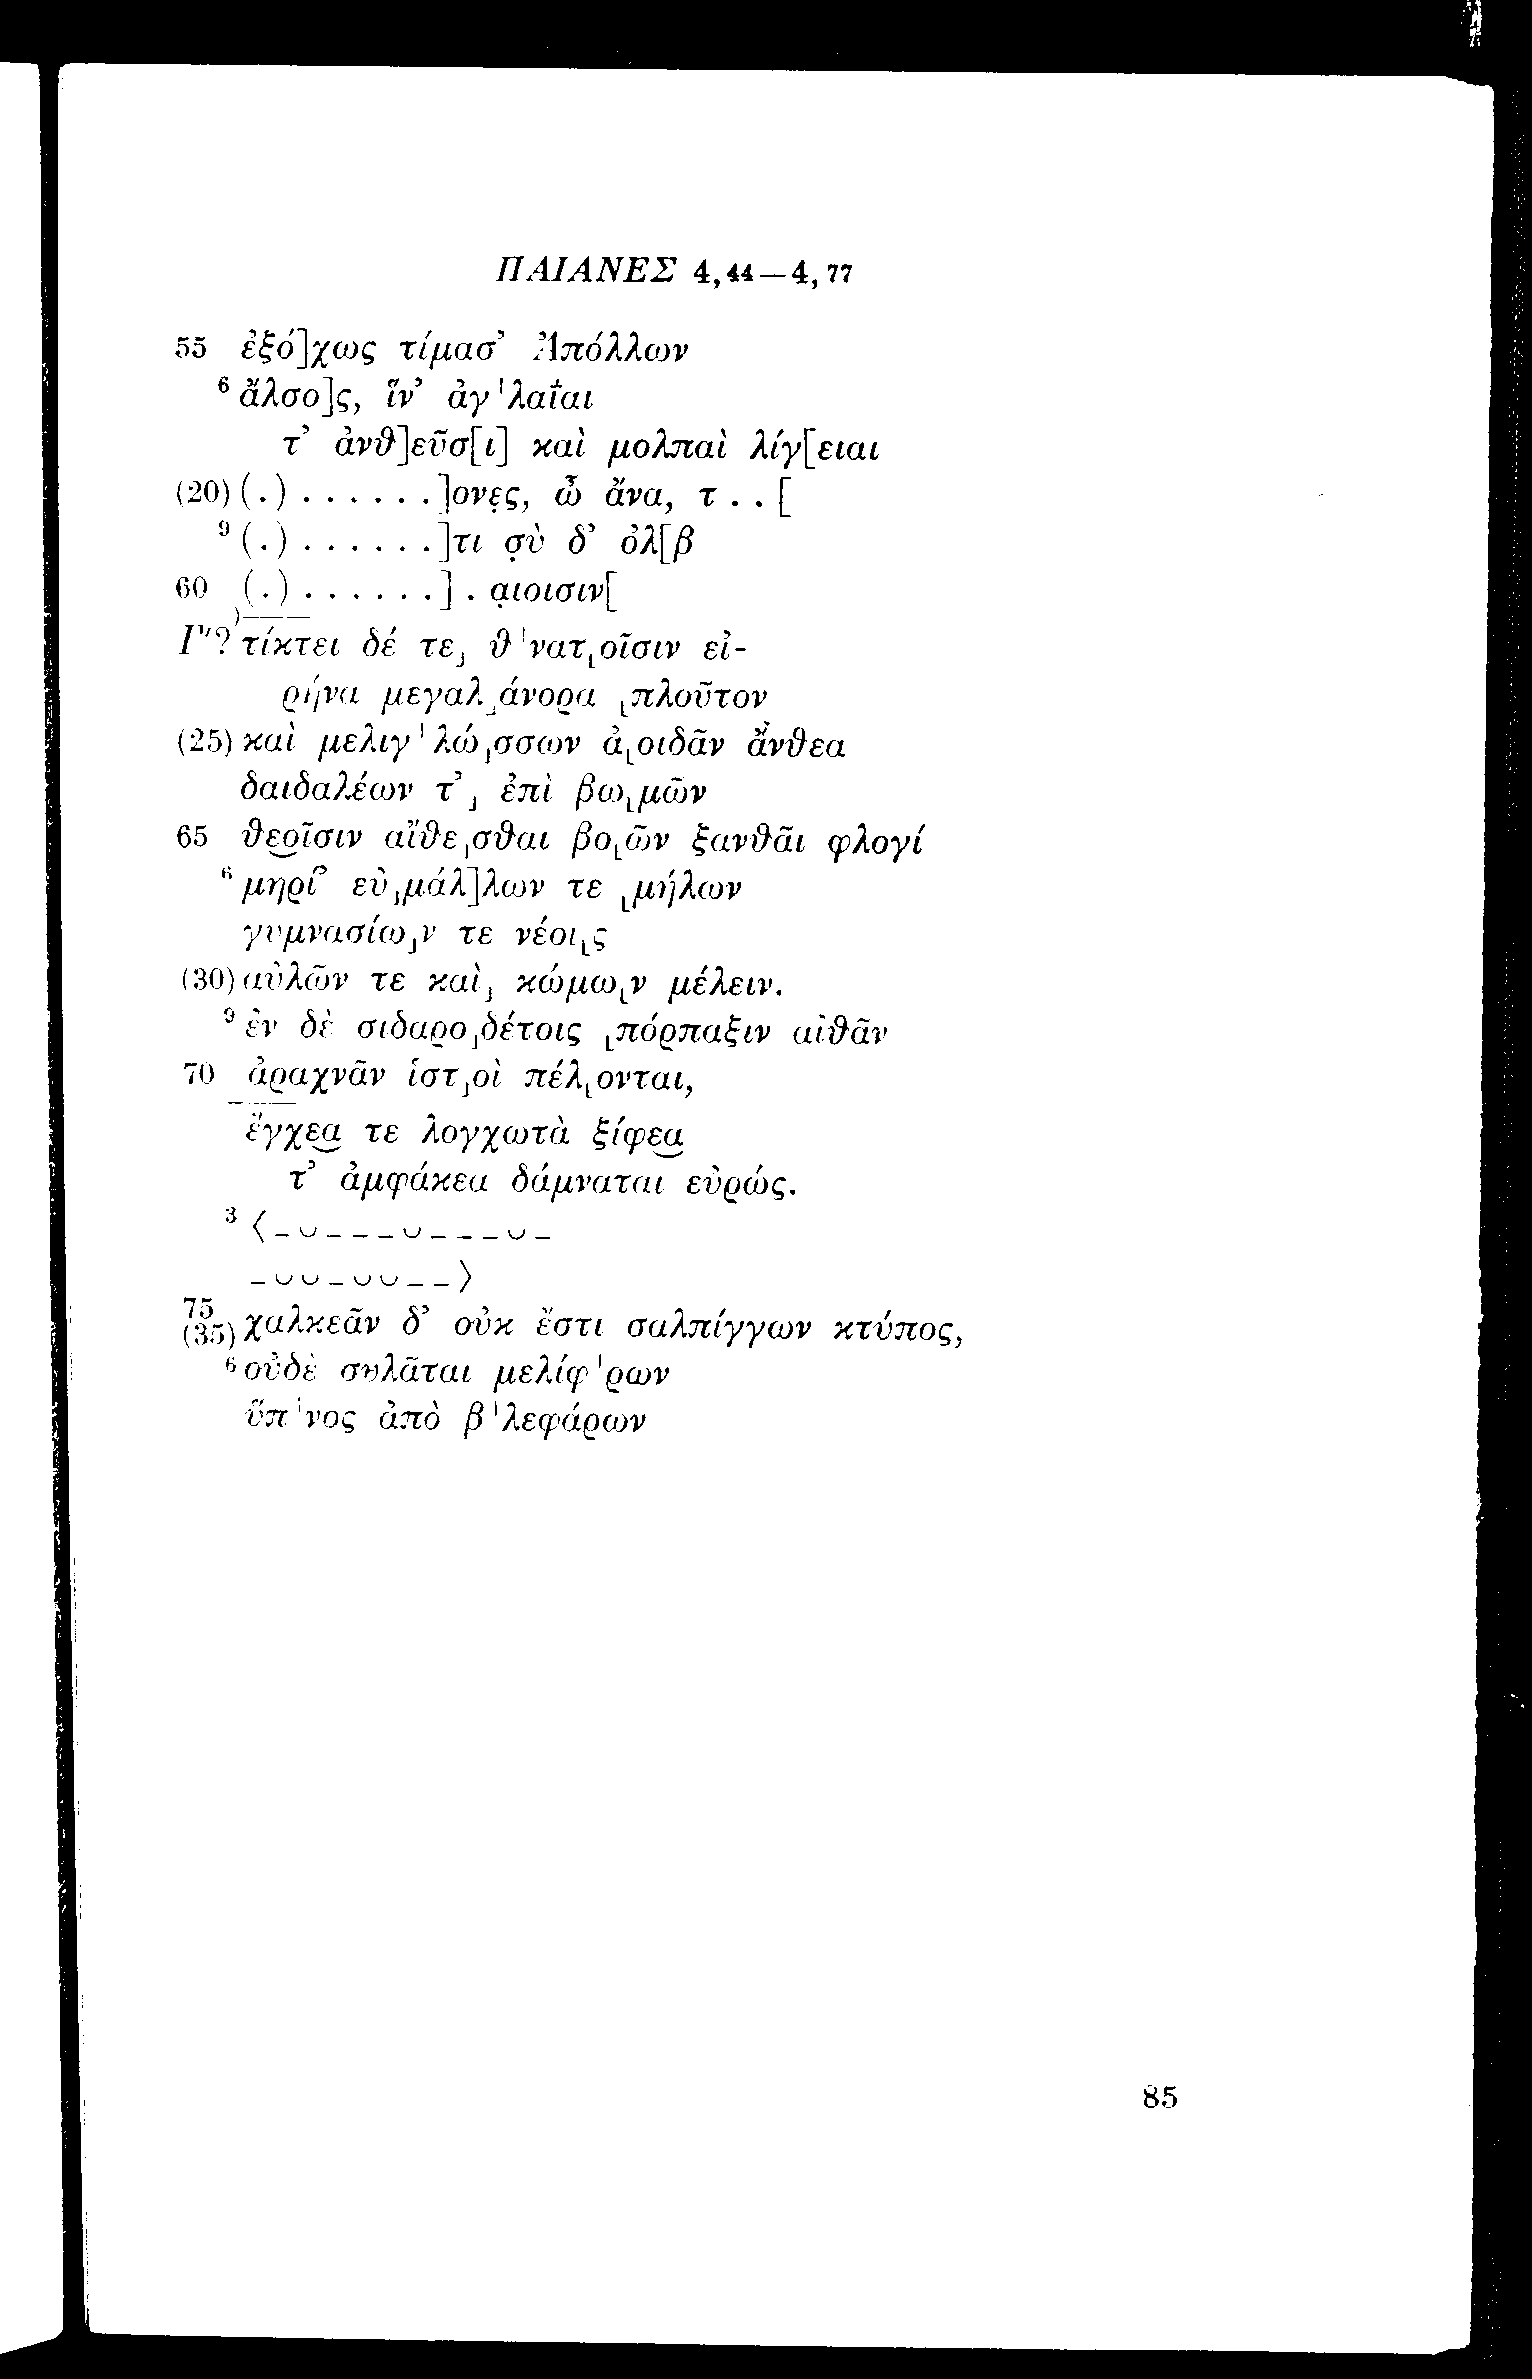 ΠΑΙΑΝΕΣ 4,44—4,77
55 ἐξό]χως τίμασ’ Ἀπόλλων
6 ἄλσο]ς, ἵν’ ἀγ'λαΐαι
τ’ ἀνθ]εῦσ[ι] καὶ μολπαὶ λίγ[ειαι
(20) (.) . . . . . . ]ονες, ὦ ἄνα, τ . . [
9 (.) . . . . . . ]τι σὺ δ’ ὀλ[β
60 (.) . . . . . . ] . αιοισιν[
Γ''? τίκτει δέ τε˼ θ'νατ˻οῖσιν εἰ-
ρήνα μεγαλ˼άνορα ˻πλοῦτον
(25) καὶ μελιγ'λώ˼σσων ἀ˻οιδᾶν ἄνθεα
δαιδαλέων τ’˼ ἐπὶ βω˻μῶν
65 θεοῖσιν αἴθε˼σθαι βο˻ῶν ξανθᾶι φλογί
6 μηρί’ εὐ˼μάλ]λων τε ˻μήλων
γυμνασίω˼ν τε νέοι˻ς
(30) αὐλῶν τε καὶ˼ κώμω˻ν μέλειν.
9 ἐν δὲ σιδαρο˼δέτοις ˻πόρπαξιν αἰθᾶν
70 ἀραχνᾶν ἱστ˼οὶ πέλ˻ονται,
ἔγχεα τε λογχωτὰ ξίφεα
τ’ ἀμφάκεα δάμναται εὐρώς.
3 ⟨–⏑–––⏑–––⏑–
–⏑⏑–⏑⏑––⟩
75
(35) χαλκεᾶν δ’ οὐκ ἔστι σαλπίγγων κτύπος,
6 οὐδὲ συλᾶται μελίφ'ρων
ὕπ'νος ἀπὸ β'λεφάρων
85